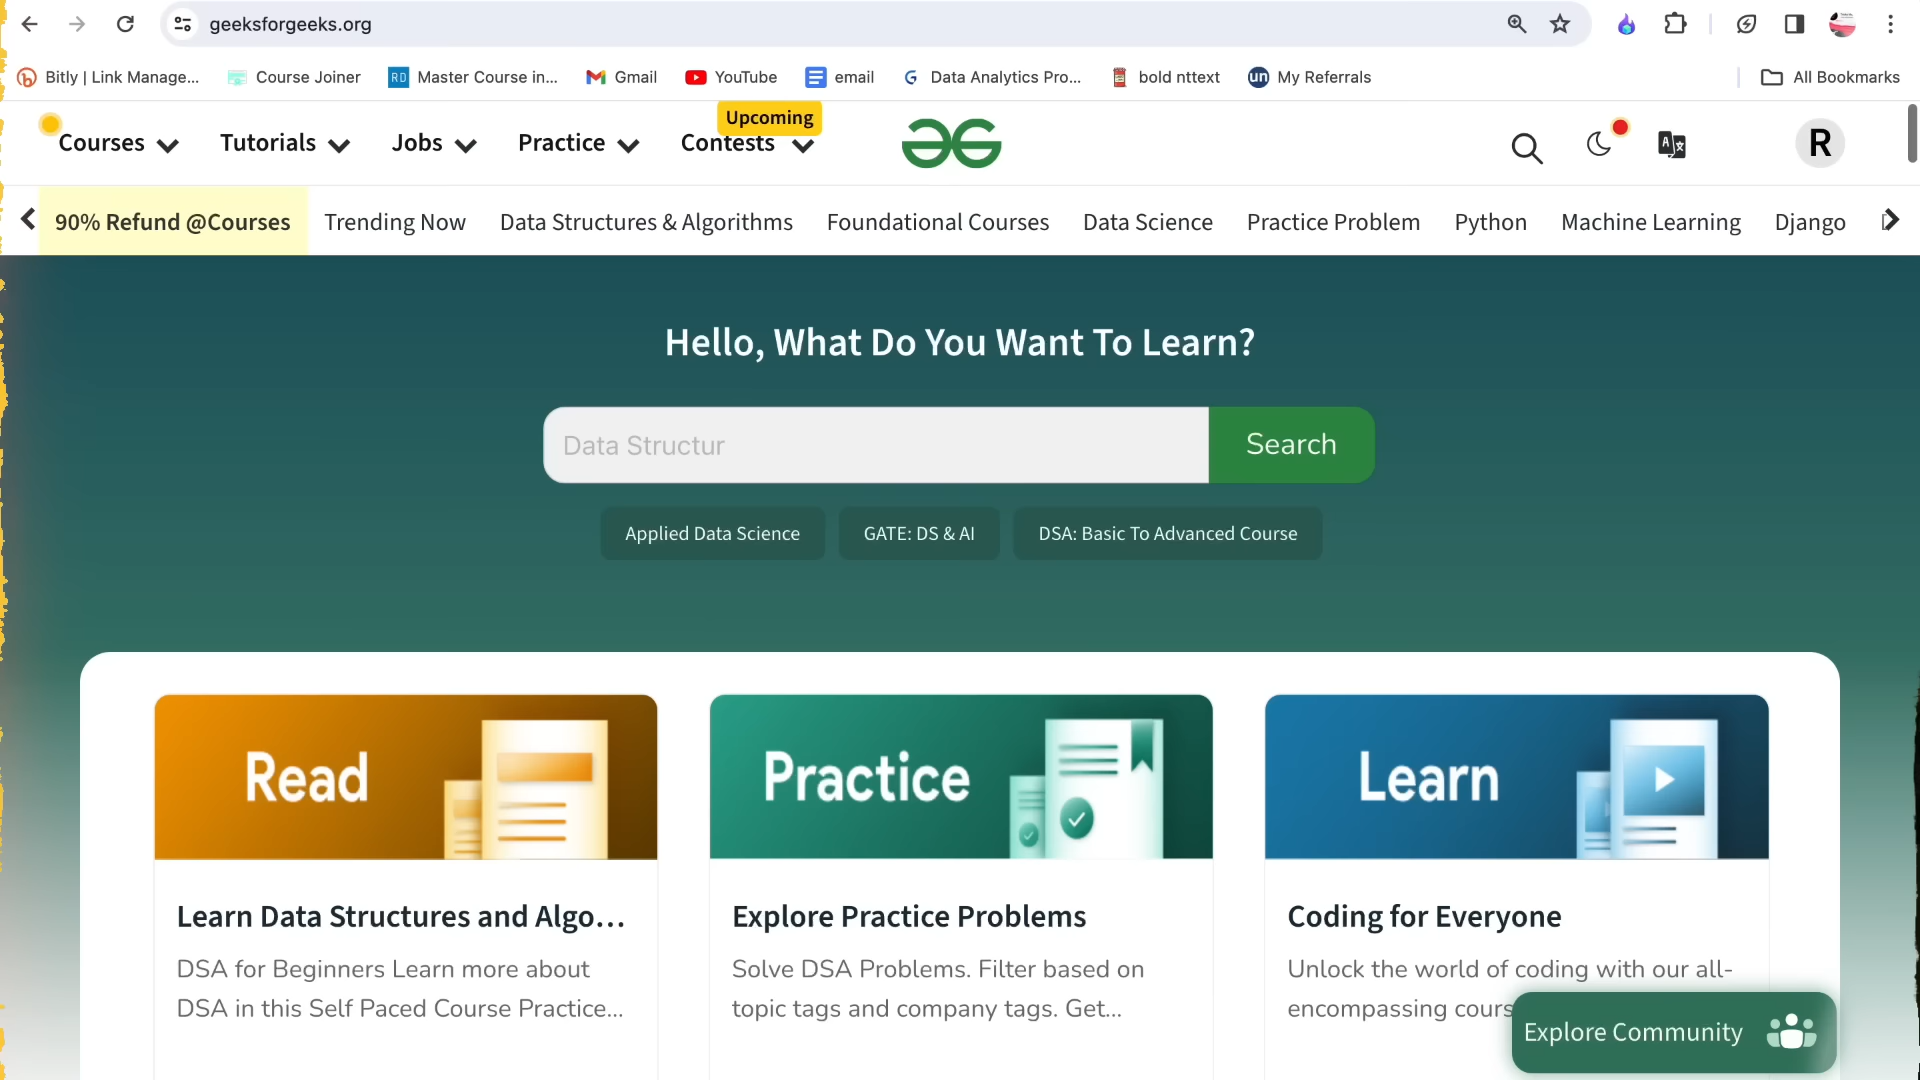 geeksforgeeks.org
Bitly | Link Manage... Course Joiner Master Course in... Gmail YouTube email Data Analytics Pro... bold nttext My Referrals All Bookmarks
Upcoming
Courses Tutorials Jobs Practice Contests R
90% Refund @Courses Trending Now Data Structures & Algorithms Foundational Courses Data Science Practice Problem Python Machine Learning Django
Hello, What Do You Want To Learn?
Data Structur Search
Applied Data Science GATE: DS & AI DSA: Basic To Advanced Course
Read Practice Learn
Learn Data Structures and Algo...
DSA for Beginners Learn more about
DSA in this Self Paced Course Practice...
Explore Practice Problems
Solve DSA Problems. Filter based on
topic tags and company tags. Get...
Coding for Everyone
Unlock the world of coding with our all-
encompassing cours
Explore Community